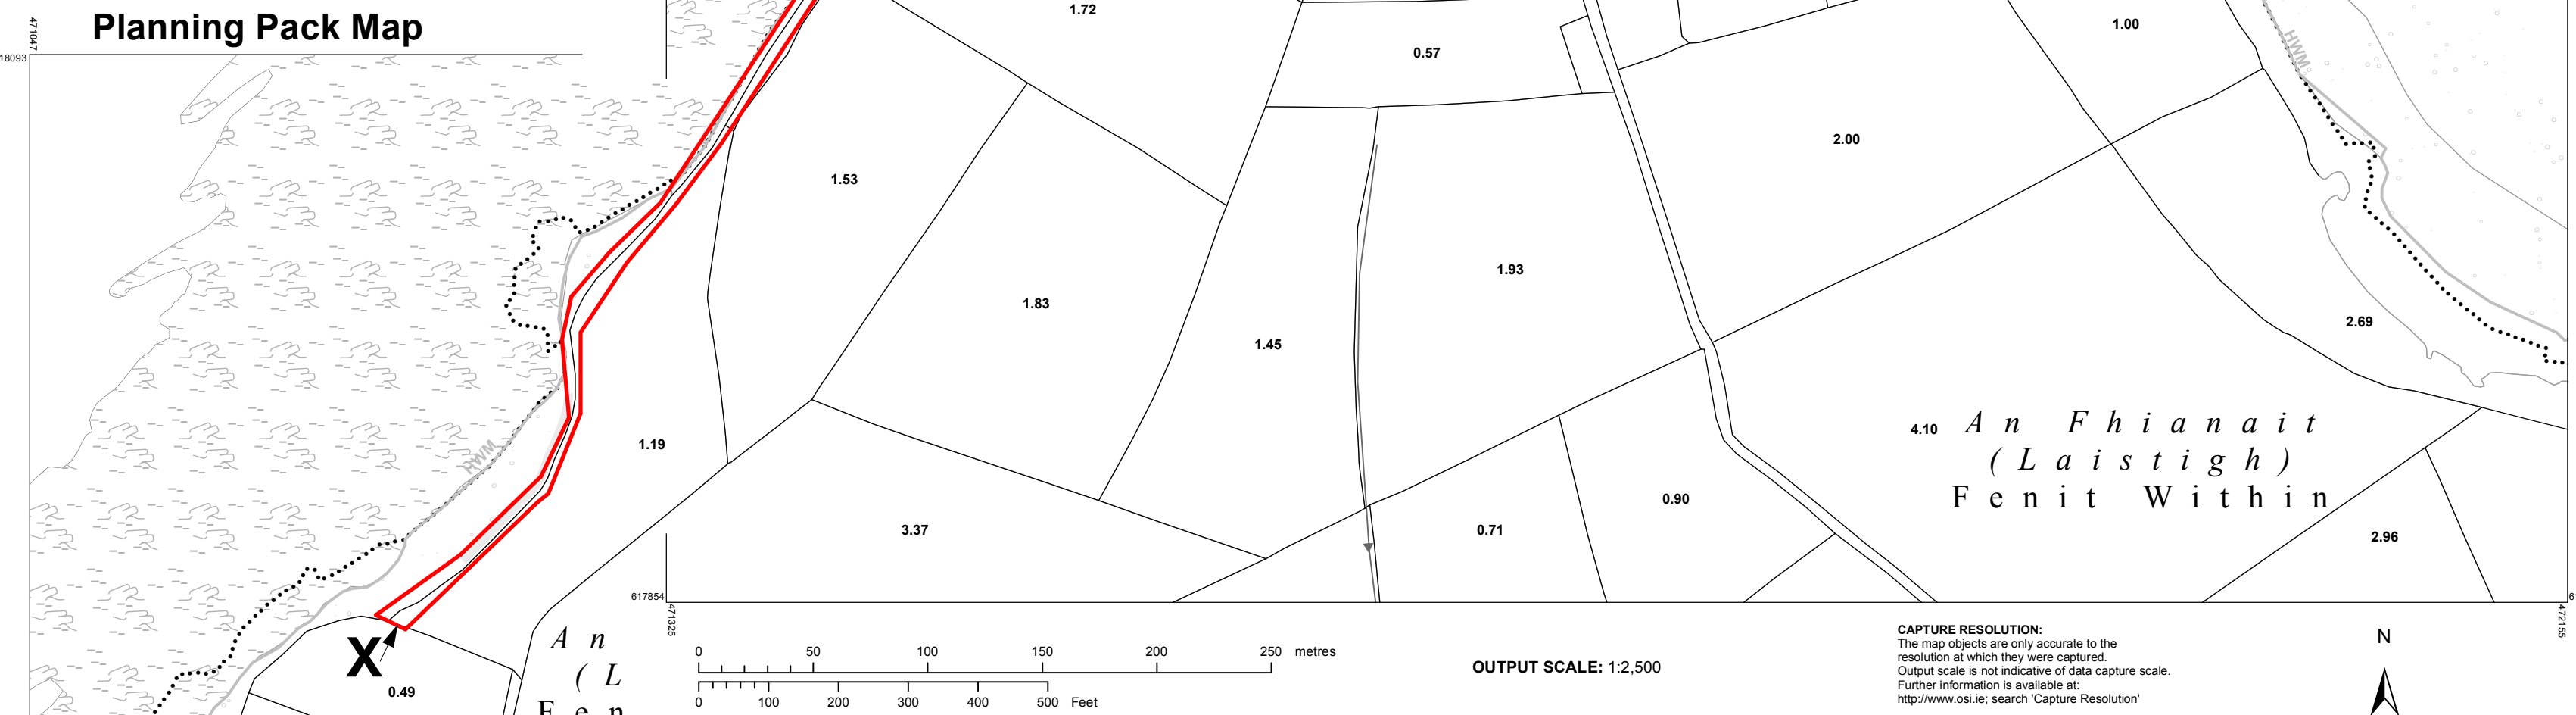 Planning Pack Map
471047
18093
1.72
0.57
1.00
HWM
2.00
1.53
1.93
1.83
1.45
2.69
1.19
HWM
4.10
An Fhianait
(Laistigh)
Fenit Within
3.37
0.71
0.90
2.96
617854
471325
6
472155
An
(L
Fen
X
0.49
0 50 100 150 200 250 metres
0 100 200 300 400 500 Feet
OUTPUT SCALE: 1:2,500
CAPTURE RESOLUTION:
The map objects are only accurate to the
resolution at which they were captured.
Output scale is not indicative of data capture scale.
Further information is available at:
http://www.osi.ie; search 'Capture Resolution'
N